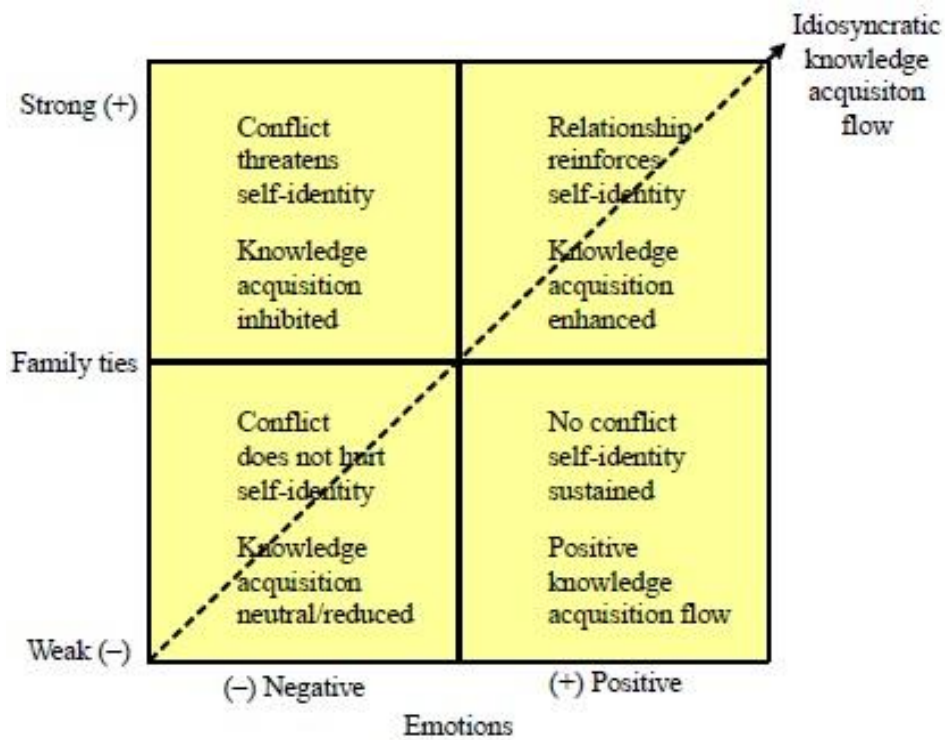 Idiosyncratic
knowledge
acquisiton
flow
Strong (+)
Conflict
threatens
self-identity
Knowledge
acquisition
inhibited
Relationship
reinforces
self-identity
Knowledge
acquisition
enhanced
Family ties
Conflict
does not hurt
self-identity
Knowledge
acquisition
neutral/reduced
No conflict
self-identity
sustained
Positive
knowledge
acquisition flow
Weak (–)
(–) Negative
(+) Positive
Emotions